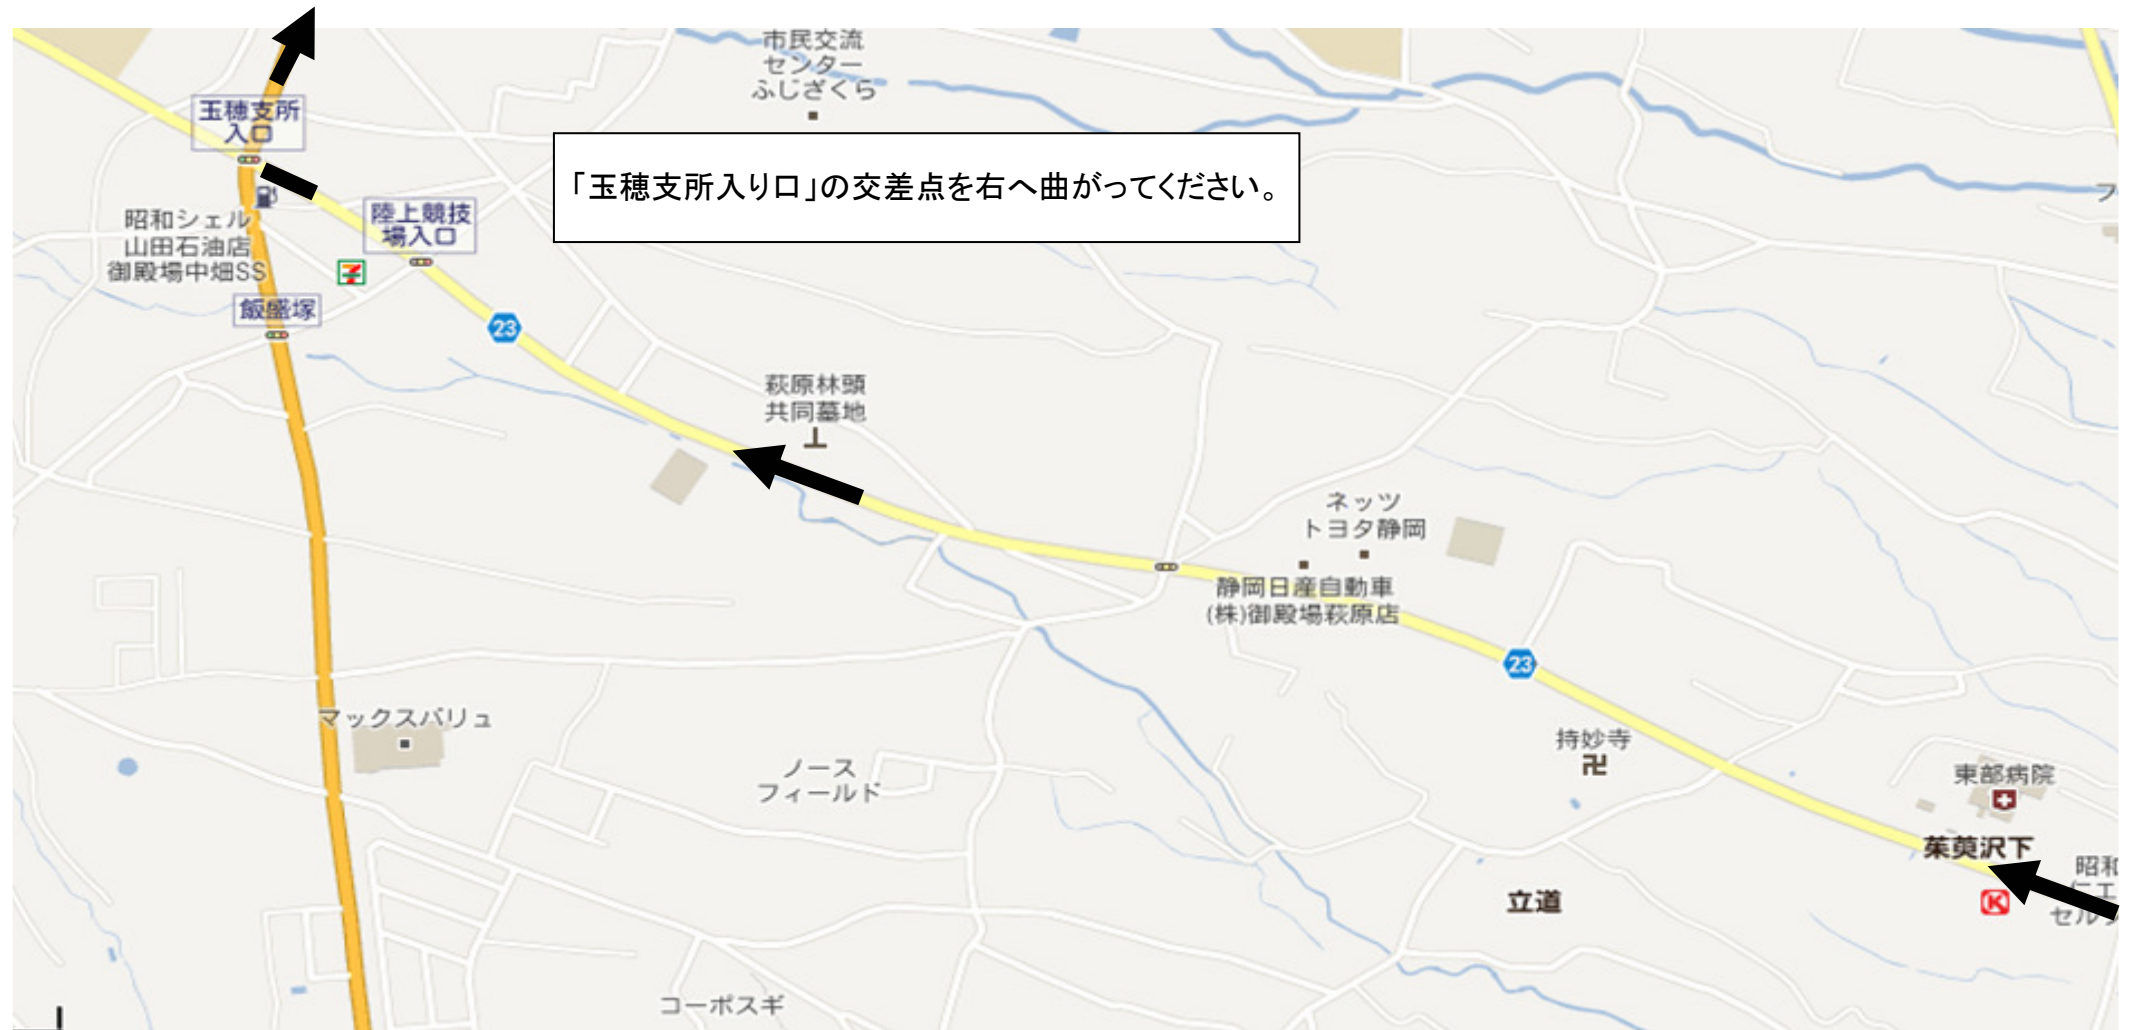 市民交流
センター
ふじざくら
玉穂支所
入口
「玉穂支所入り口」の交差点を右へ曲がってください。
昭和シェル
山田石油店
御殿場中畑SS
陸上競技
場入口
飯盛塚
23
萩原林頭
共同墓地
ネッツ
トヨタ静岡
静岡日産自動車
(株)御殿場萩原店
23
マックスバリュ
ノース
フィールド
持妙寺
東部病院
茱萸沢下
昭和
セル
K
立道
コーポスギ
フ